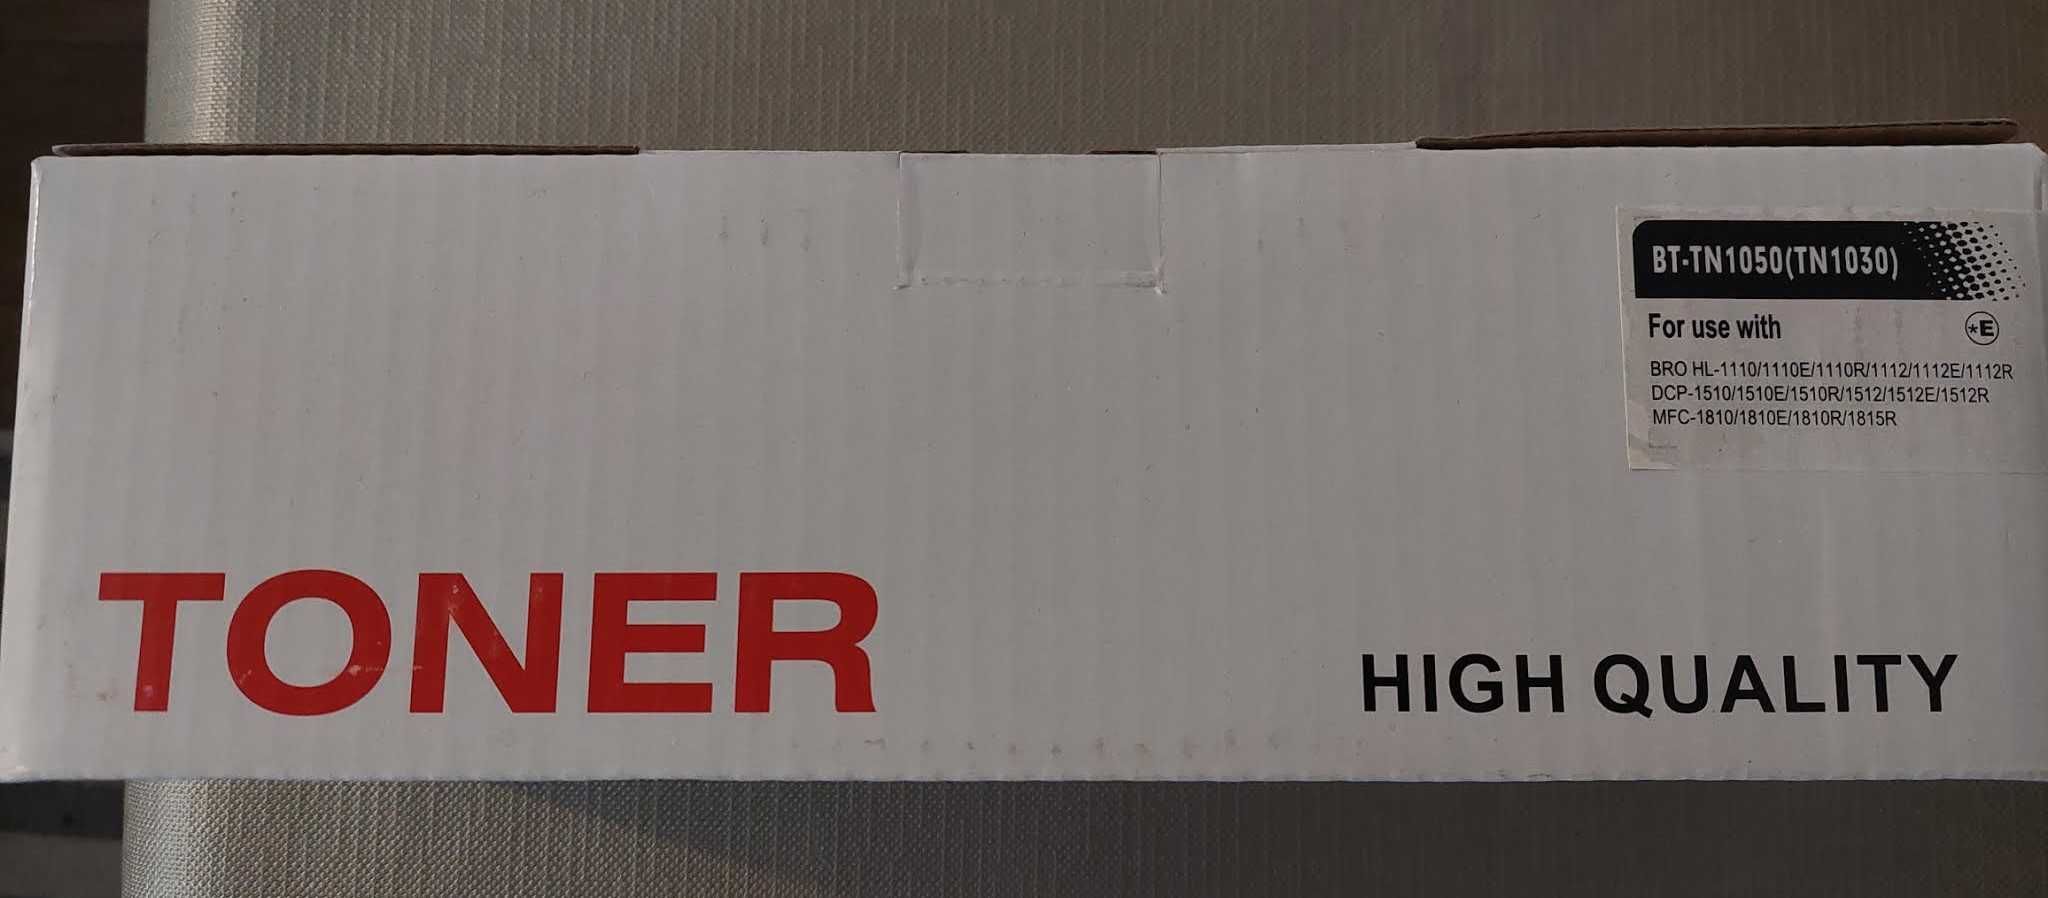 BT-TN1050(TN1030)
For use with
*E
BRO HL-1110/1110E/1110R/1112/1112E/1112R
DCP-1510/1510E/1510R/1512/1512E/1512R
MFC-1810/1810E/1810R/1815R
TONER
HIGH QUALITY